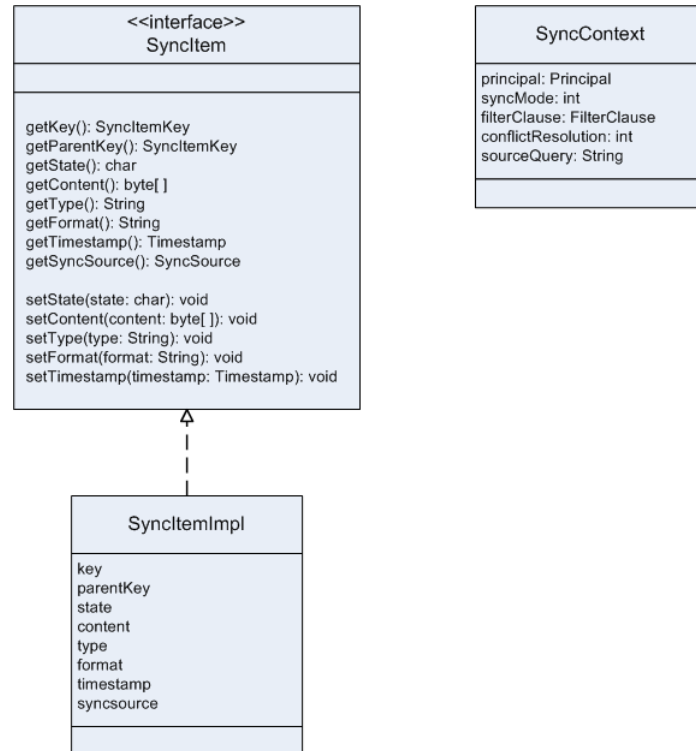 <<interface>>
SyncItem
getKey(): SyncItemKey
getParentKey(): SyncItemKey
getState(): char
getContent(): byte[ ]
getType(): String
getFormat(): String
getTimestamp(): Timestamp
getSyncSource(): SyncSource
setState(state: char): void
setContent(content: byte[ ]): void
setType(type: String): void
setFormat(format: String): void
setTimestamp(timestamp: Timestamp): void
SyncContext
principal: Principal
syncMode: int
filterClause: FilterClause
conflictResolution: int
sourceQuery: String
SyncItemImpl
key
parentKey
state
content
type
format
timestamp
syncsource